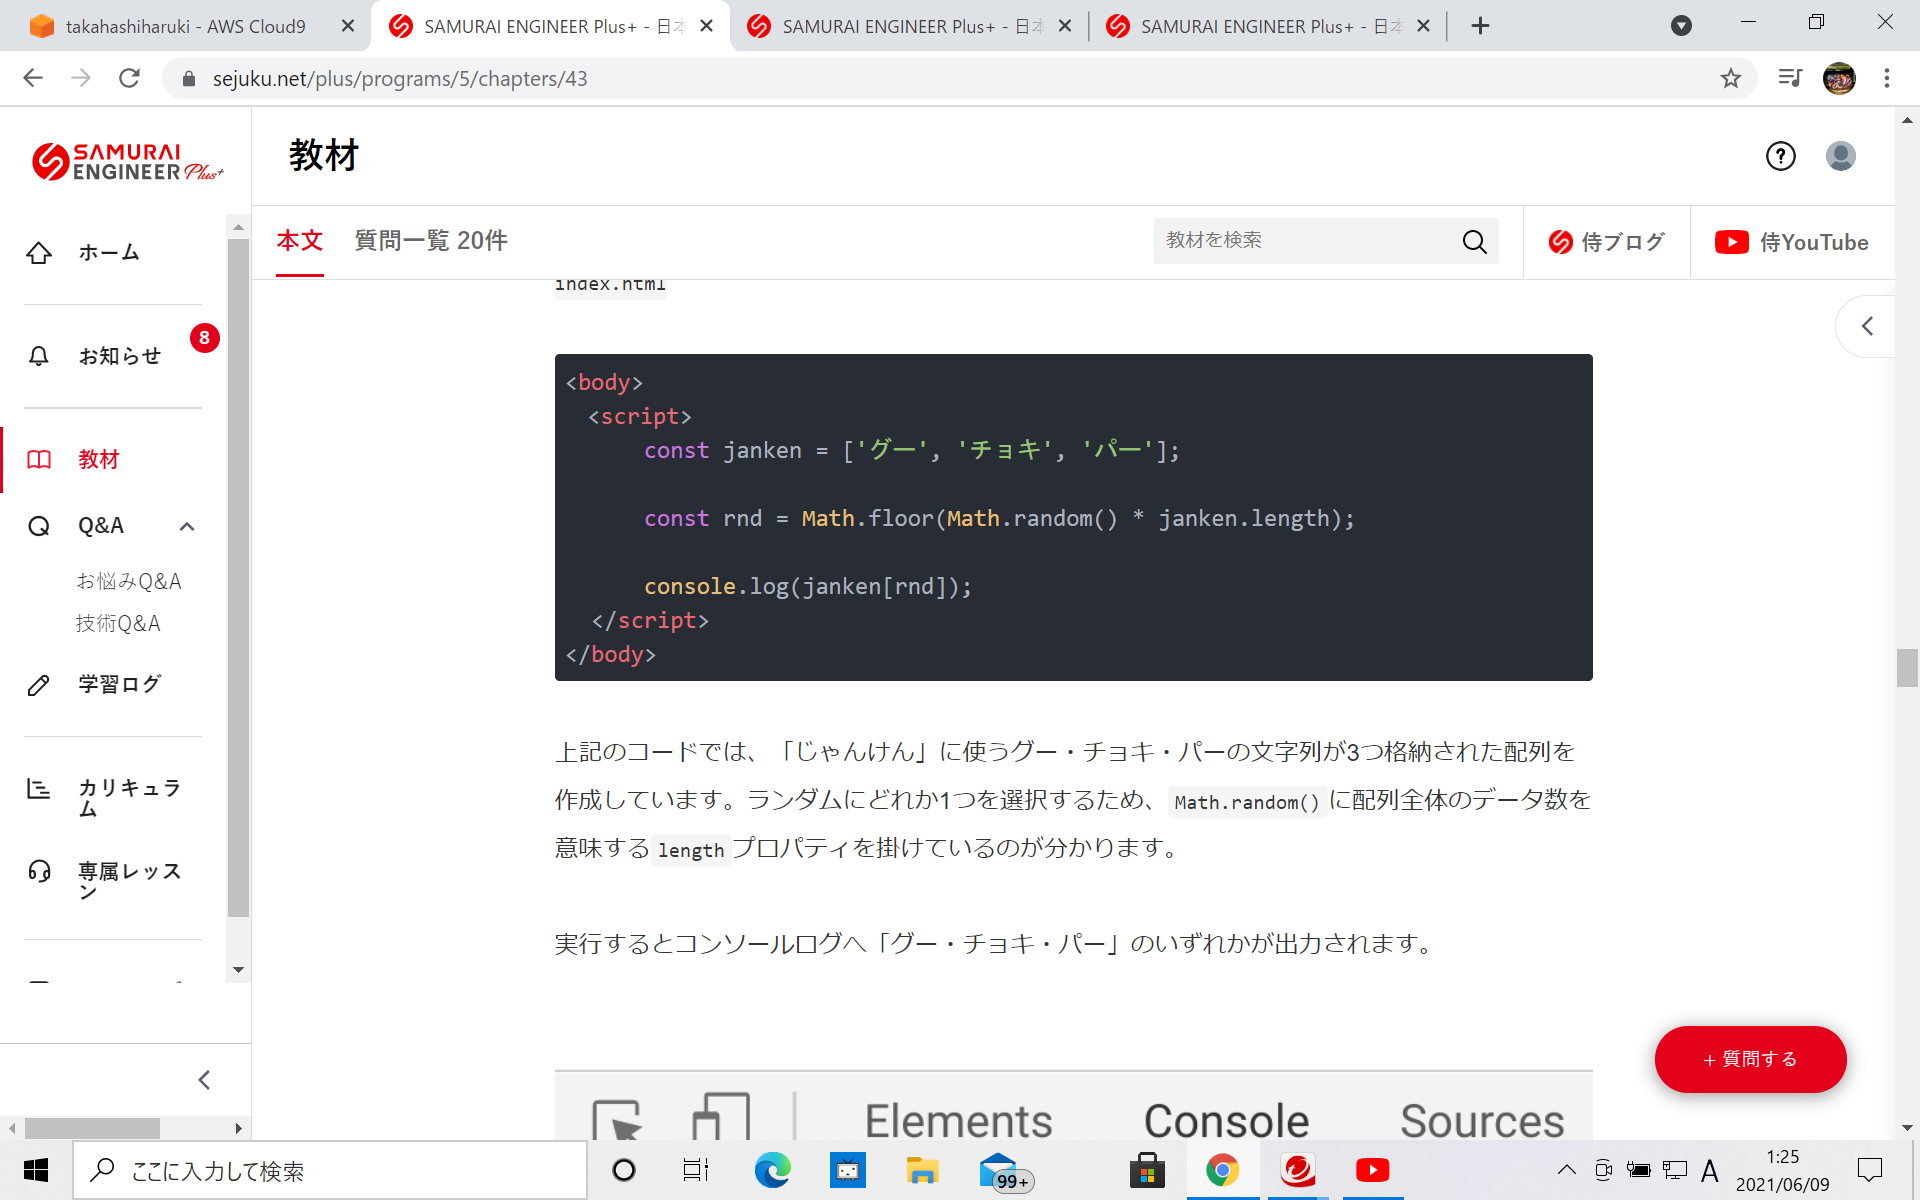 takahashiharuki - AWS Cloud9
SAMURAI ENGINEER Plus+ - 日本
SAMURAI ENGINEER Plus+ - 日本
SAMURAI ENGINEER Plus+ - 日本
sejuku.net/plus/programs/5/chapters/43
SAMURAI
ENGINEER Plus+
教材
本文
質問一覧 20件
教材を検索
侍ブログ
侍YouTube
ホーム
お知らせ
8
教材
Q&A
お悩みQ&A
技術Q&A
学習ログ
カリキュラ
ム
専属レッス
ン
index.html
<body>
<script>
const janken = ['グー', 'チョキ', 'パー'];
const rnd = Math.floor(Math.random() * janken.length);
console.log(janken[rnd]);
</script>
</body>
上記のコードでは、「じゃんけん」に使うグー・チョキ・パーの文字列が3つ格納された配列を
作成しています。ランダムにどれか1つを選択するため、 Math.random() に配列全体のデータ数を
意味する length プロパティを掛けているのが分かります。
実行するとコンソールログへ「グー・チョキ・パー」のいずれかが出力されます。
+ 質問する
Elements Console Sources
ここに入力して検索
99+
A
1:25
2021/06/09